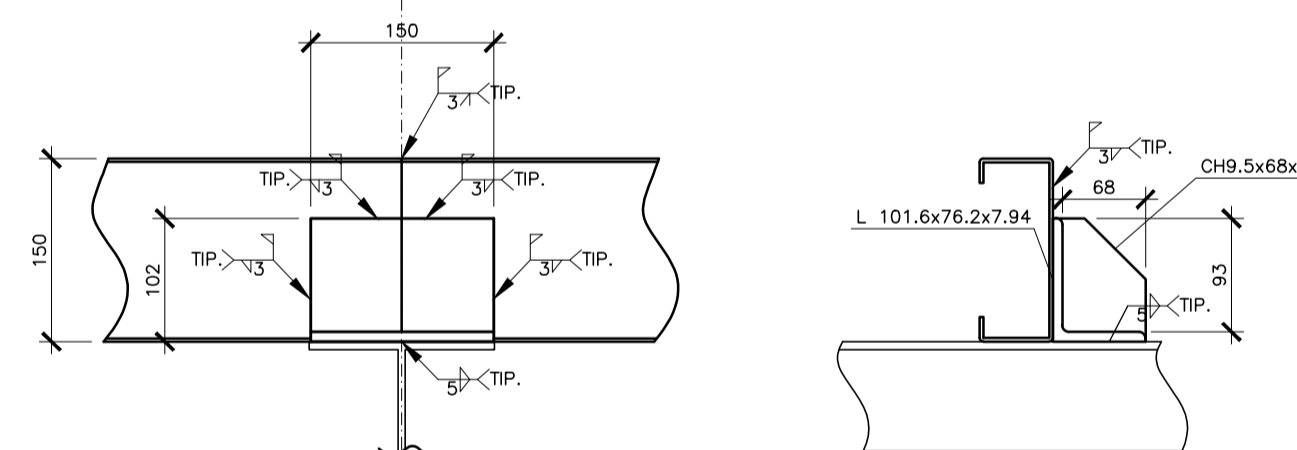 150
3 TIP.
TIP. 3
3 TIP.
150
102
TIP. 3
3 TIP.
5 TIP.
3 TIP.
68
CH9.5x68x
L 101.6x76.2x7.94
93
5 TIP.